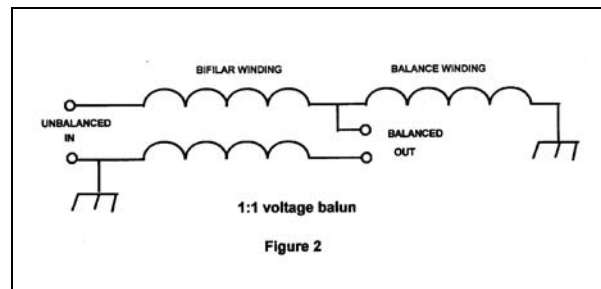 BIFILAR WINDING
BALANCE WINDING
UNBALANCED
IN
BALANCED
OUT
1:1 voltage balun
Figure 2